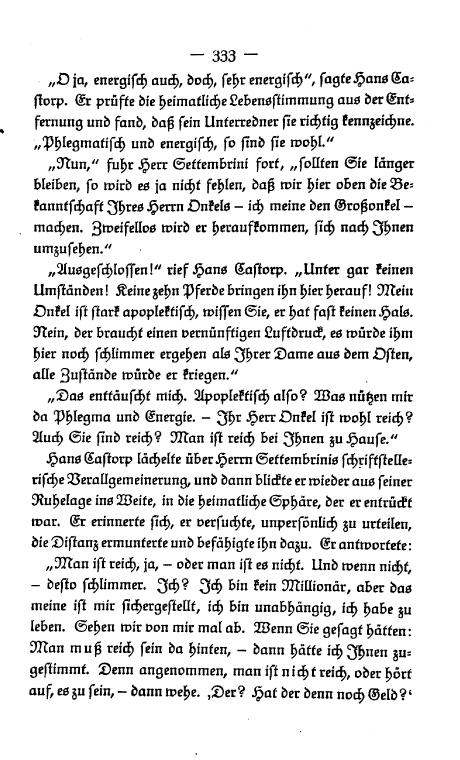 — 333 —
„O ja, energisch auch, doch, sehr energisch“, sagte Hans Ca=
storp. Er prüfte die heimatliche Lebensstimmung aus der Ent=
fernung und fand, daß sein Unterredner sie richtig kennzeichne.
„Phlegmatisch und energisch, so sind sie wohl.“
„Nun,“ fuhr Herr Settembrini fort, „sollten Sie länger
bleiben, so wird es ja nicht fehlen, daß wir hier oben die Be=
kanntschaft Ihres Herrn Onkels – ich meine den Großonkel –
machen. Zweifellos wird er heraufkommen, sich nach Ihnen
umzusehen.“
„Ausgeschlossen!“ rief Hans Castorp. „Unter gar keinen
Umständen! Keine zehn Pferde bringen ihn hier herauf! Mein
Onkel ist stark apoplektisch, wissen Sie, er hat fast keinen Hals.
Nein, der braucht einen vernünftigen Luftdruck, es würde ihm
hier noch schlimmer ergehen als Ihrer Dame aus dem Osten,
alle Zustände würde er kriegen.“
„Das enttäuscht mich. Apoplektisch also? Was nützen mir
da Phlegma und Energie. – Ihr Herr Onkel ist wohl reich?
Auch Sie sind reich? Man ist reich bei Ihnen zu Hause.“
Hans Castorp lächelte über Herrn Settembrinis schriftstelle=
rische Verallgemeinerung, und dann blickte er wieder aus seiner
Ruhelage ins Weite, in die heimatliche Sphäre, der er entrückt
war. Er erinnerte sich, er versuchte, unpersönlich zu urteilen,
die Distanz ermunterte und befähigte ihn dazu. Er antwortete:
„Man ist reich, ja, – oder man ist es nicht. Und wenn nicht,
– desto schlimmer. Ich? Ich bin kein Millionär, aber das
meine ist mir sichergestellt, ich bin unabhängig, ich habe zu
leben. Sehen wir von mir mal ab. Wenn Sie gesagt hätten:
Man muß reich sein da hinten, – dann hätte ich Ihnen zu=
gestimmt. Denn angenommen, man ist nicht reich, oder hört
auf, es zu sein, – dann wehe. ‚Der? Hat der denn noch Geld?‘